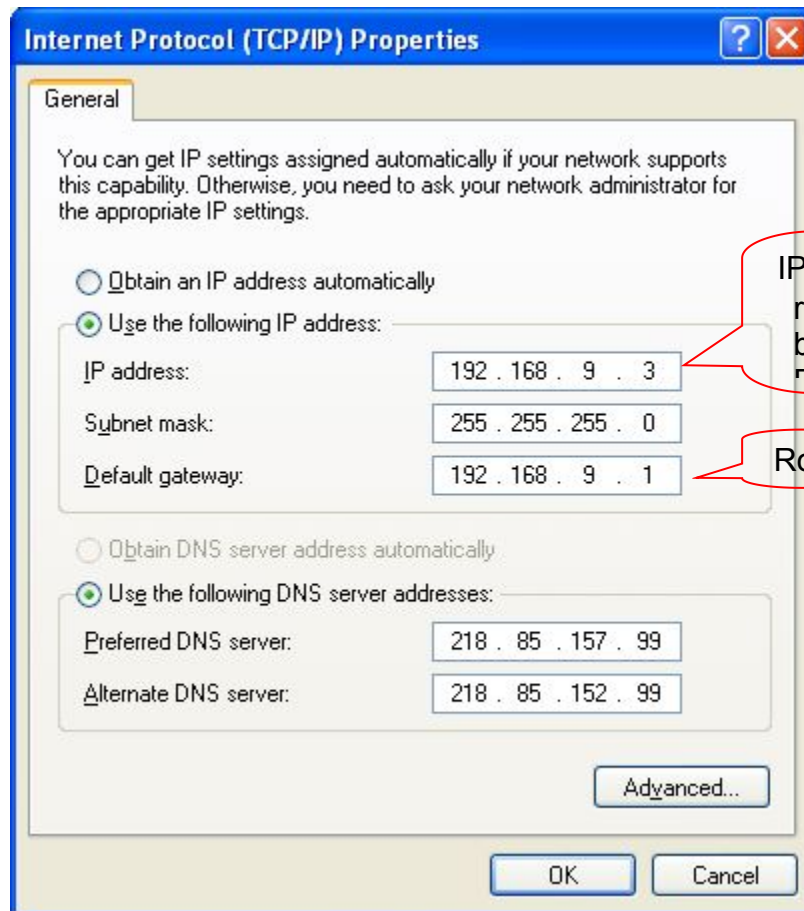 Internet Protocol (TCP/IP) Properties
General
You can get IP settings assigned automatically if your network supports
this capability. Otherwise, you need to ask your network administrator for
the appropriate IP settings.
Obtain an IP address automatically
Use the following IP address:
IP address: 192 . 168 . 9 . 3
IP
Subnet mask: 255 . 255 . 255 . 0
Default gateway: 192 . 168 . 9 . 1
Obtain DNS server address automatically
Use the following DNS server addresses:
Preferred DNS server: 218 . 85 . 157 . 99
Alternate DNS server: 218 . 85 . 152 . 99
Advanced...
OK Cancel